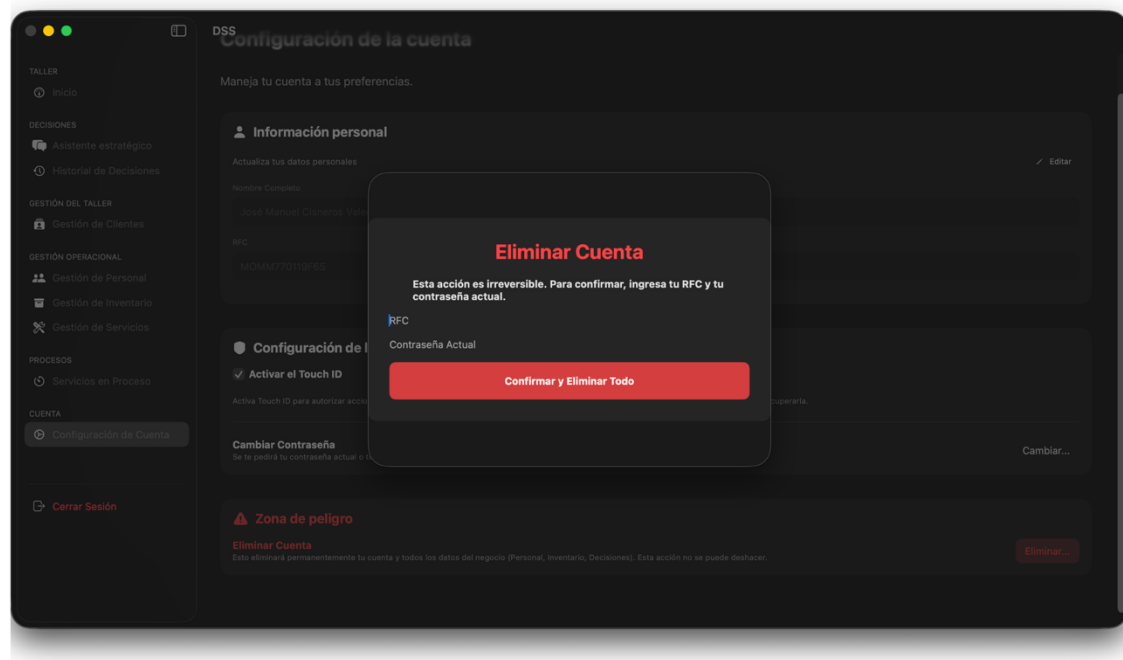 DSS
Configuración de la cuenta
Maneja tu cuenta a tus preferencias.
TALLER
Inicio
DECISIONES
Asistente estratégico
Historial de Decisiones
GESTIÓN DEL TALLER
Gestión de Clientes
GESTIÓN OPERACIONAL
Gestión de Personal
Gestión de Inventario
Gestión de Servicios
PROCESOS
Servicios en Proceso
CUENTA
Configuración de Cuenta
Cerrar Sesión
Información personal
Actualiza tus datos personales
Editar
Nombre Completo
José Manuel Cisneros
RFC
Configuración de
Activar el Touch ID
Activa Touch ID para autorizar
Cambiar Contraseña
Se te pedirá tu contraseña actual o
Cambiar...
Zona de peligro
Eliminar Cuenta
Esto eliminará permanentemente tu cuenta y todos los datos del negocio (Personal, Inventario, Decisiones). Esta acción no se puede deshacer.
Eliminar...
Eliminar Cuenta
Esta acción es irreversible. Para confirmar, ingresa tu RFC y tu
contraseña actual.
RFC
Contraseña Actual
Confirmar y Eliminar Todo